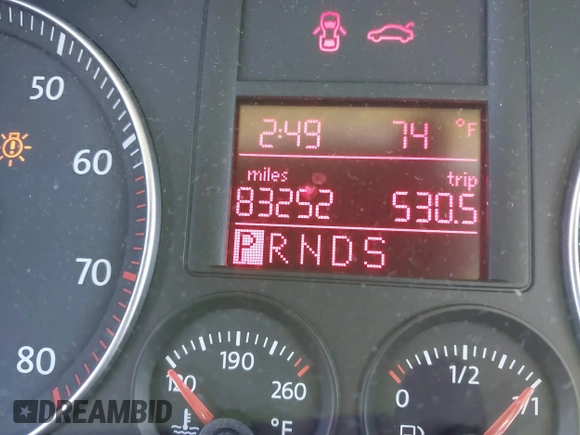 50
60
70
80
2:49 74 °F
miles trip
83252 530.5
P R N D S
120 190 260
°F
0 1/2 1/1
DREAMBID